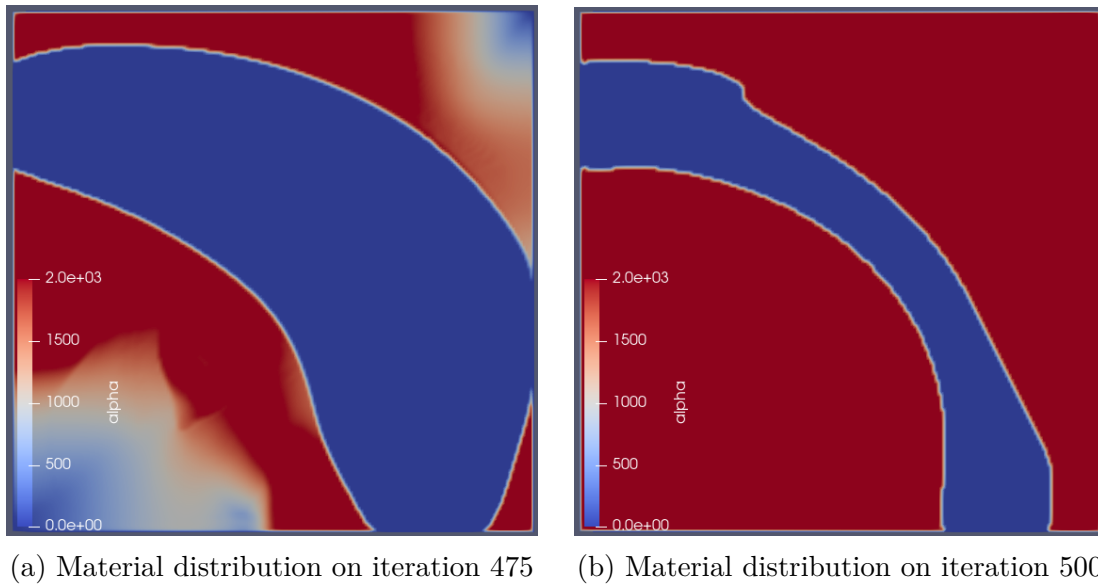 2.0e+03
1500
1000
500
0.0e+00
alpha
2.0e+03
1500
1000
500
0.0e+00
alpha
(a) Material distribution on iteration 475
(b) Material distribution on iteration 500